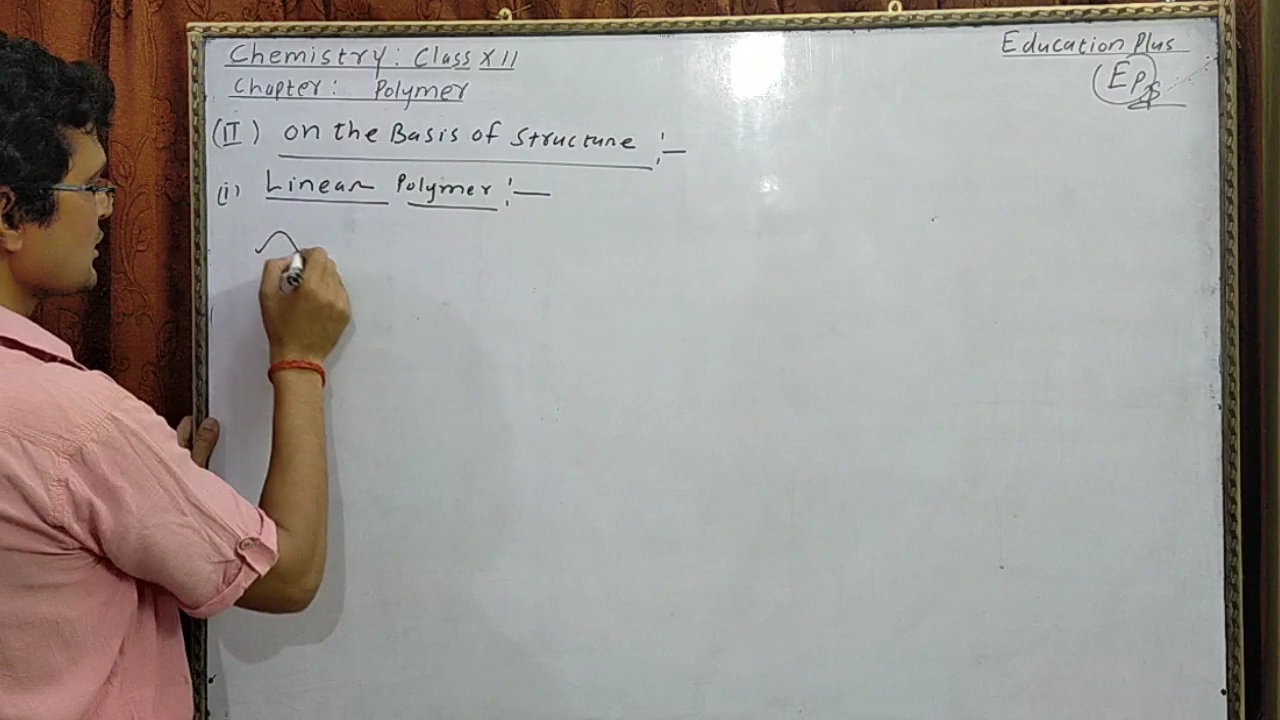 Chemistry: Class XII
Chapter: Polymer
Education Plus
EP
(II) on the Basis of Structure :-
(i) Linear Polymer :-